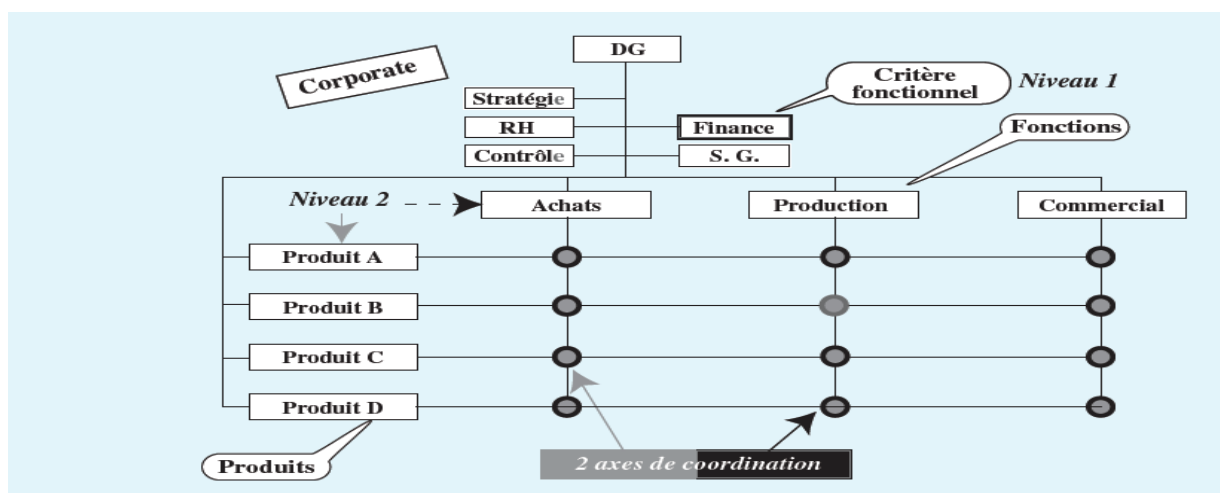 DG
Corporate
Critère
fonctionnel
Niveau 1
Stratégie
RH
Finance
Fonctions
Contrôle
S. G.
Niveau 2
Achats
Production
Commercial
Produit A
Produit B
Produit C
Produit D
Produits
2 axes de coordination